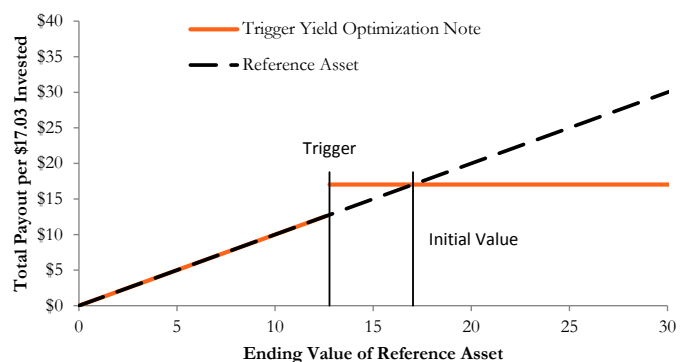 Total Payout per $17.03 Invested
$40
$35
$30
$25
$20
$15
$10
$5
$0
Trigger Yield Optimization Note
Reference Asset
Trigger
Initial Value
0 5 10 15 20 25 30
Ending Value of Reference Asset